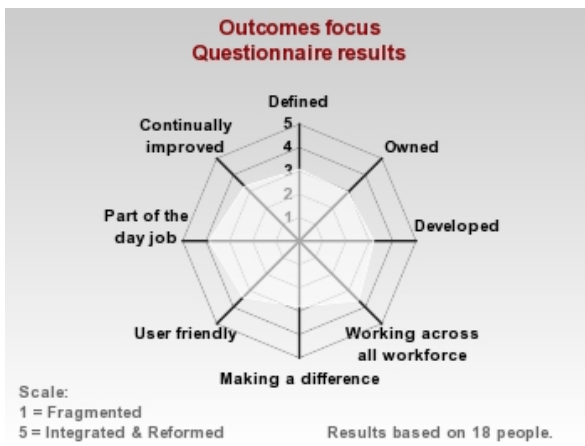 Outcomes focus
Questionnaire results
Defined
Continually
improved
Owned
5
4
3
2
1
Part of the
day job
Developed
User friendly
Working across
all workforce
Making a difference
Scale:
1 = Fragmented
5 = Integrated & Reformed
Results based on 18 people.